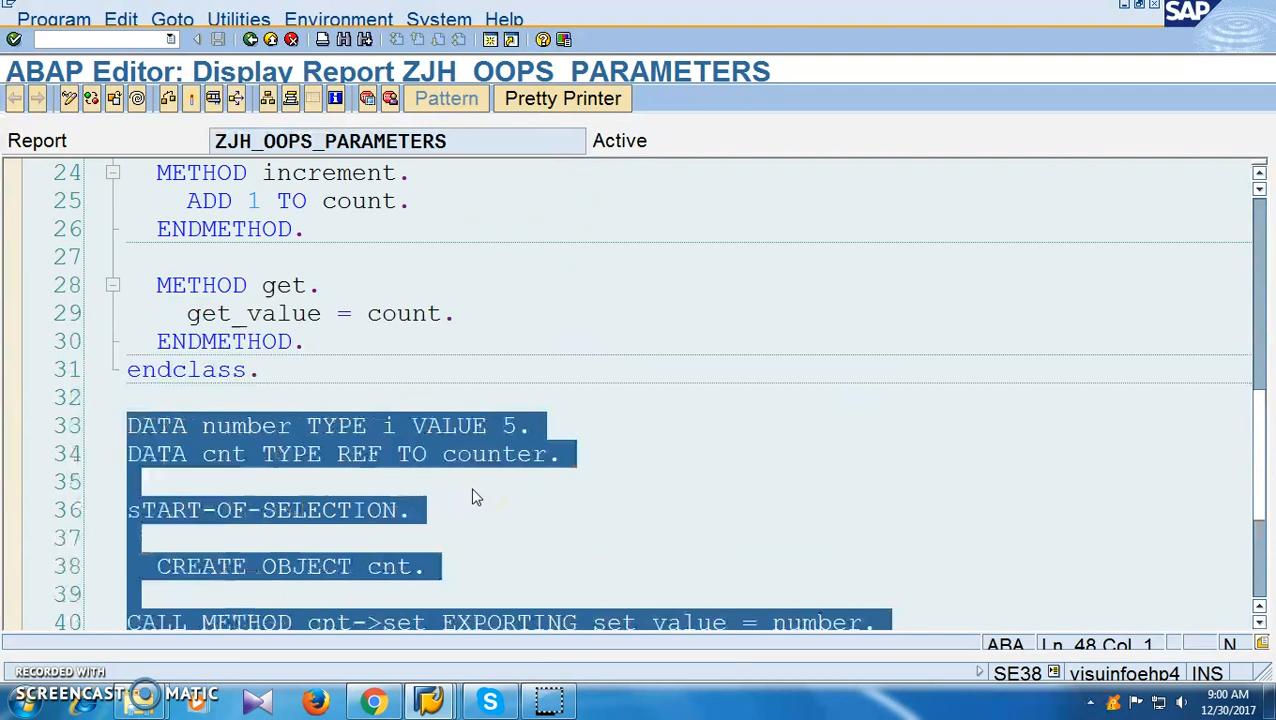 Program Edit Goto Utilities Environment System Help
SAP
ABAP Editor: Display Report ZJH_OOPS_PARAMETERS
Pattern Pretty Printer
Report ZJH_OOPS_PARAMETERS Active
24 METHOD increment.
25 ADD 1 TO count.
26 ENDMETHOD.
27
28 METHOD get.
29 get_value = count.
30 ENDMETHOD.
31 endclass.
32
33 DATA number TYPE i VALUE 5.
34 DATA cnt TYPE REF TO counter.
35
36 sTART-OF-SELECTION.
37
38 CREATE OBJECT cnt.
39
40 CALL METHOD cnt->set EXPORTING set_value = number.
ABA Ln. 48 Col. 1 N
RECORDED WITH
SCREENCAST MATIC
SE38 visuinfoehp4 INS
9:00 AM
12/30/2017